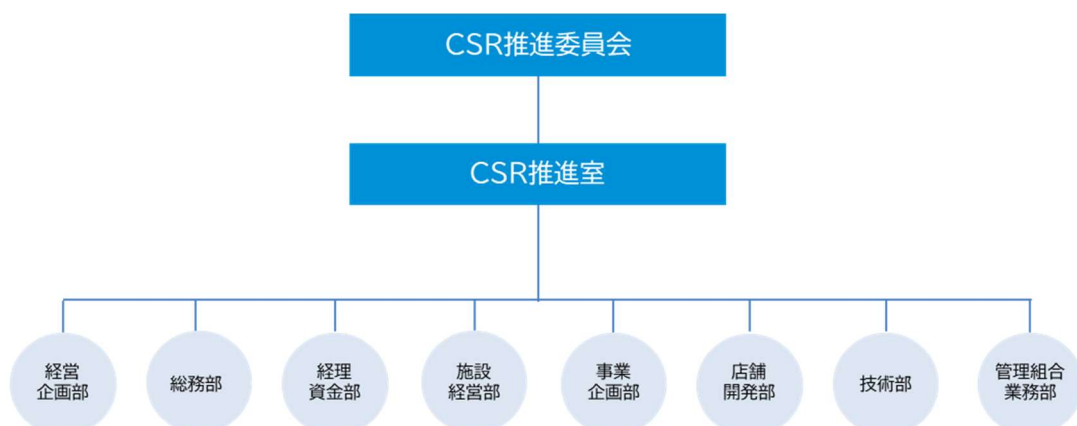 CSR推進委員会
CSR推進室
経営
企画部
総務部
経理
資金部
施設
経営部
事業
企画部
店舗
開発部
技術部
管理組合
業務部